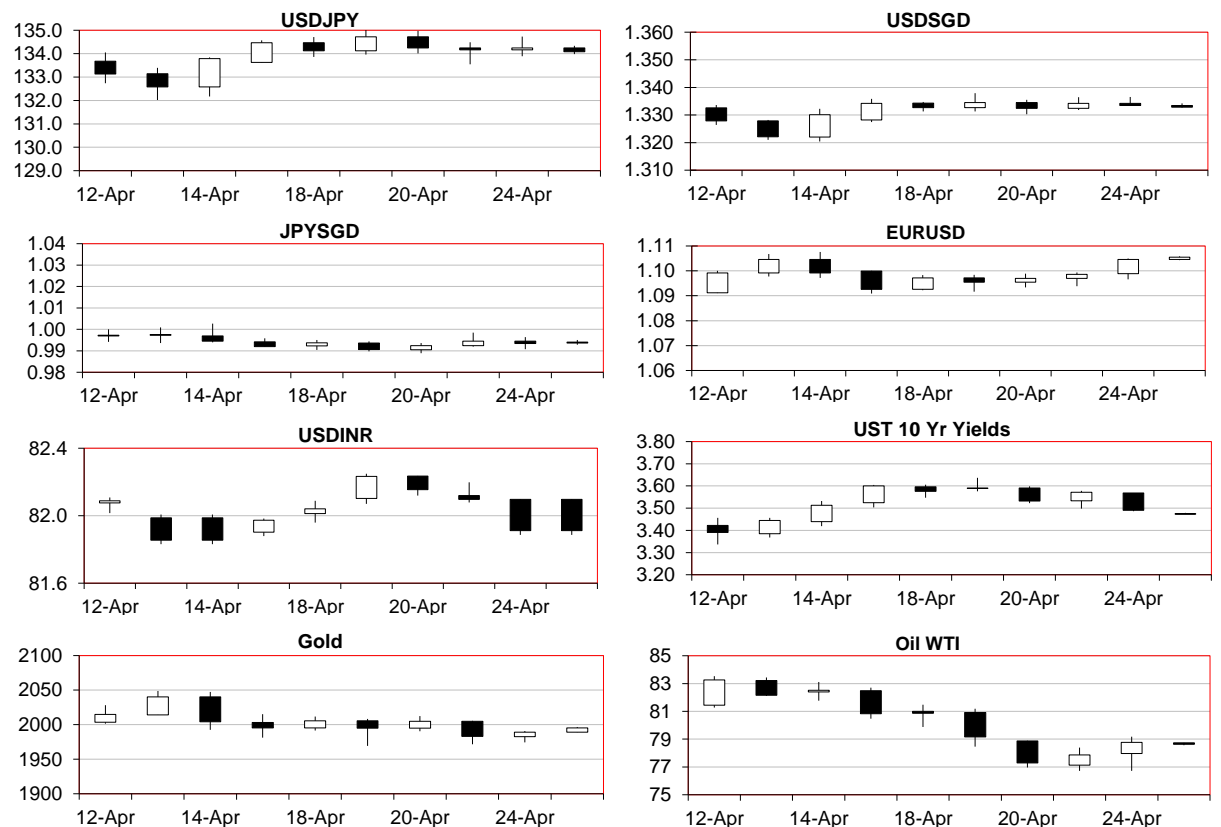 USDJPY
135.0
134.0
133.0
132.0
131.0
130.0
129.0
12-Apr 14-Apr 18-Apr 20-Apr 24-Apr
USDSGD
1.360
1.350
1.340
1.330
1.320
1.310
12-Apr 14-Apr 18-Apr 20-Apr 24-Apr
JPYSGD
1.04
1.03
1.02
1.01
1.00
0.99
0.98
12-Apr 14-Apr 18-Apr 20-Apr 24-Apr
EURUSD
1.11
1.10
1.09
1.08
1.07
1.06
12-Apr 14-Apr 18-Apr 20-Apr 24-Apr
USDINR
82.4
82.0
81.6
12-Apr 14-Apr 18-Apr 20-Apr 24-Apr
UST 10 Yr Yields
3.80
3.70
3.60
3.50
3.40
3.30
3.20
12-Apr 14-Apr 18-Apr 20-Apr 24-Apr
Gold
2100
2050
2000
1950
1900
12-Apr 14-Apr 18-Apr 20-Apr 24-Apr
Oil WTI
85
83
81
79
77
75
12-Apr 14-Apr 18-Apr 20-Apr 24-Apr